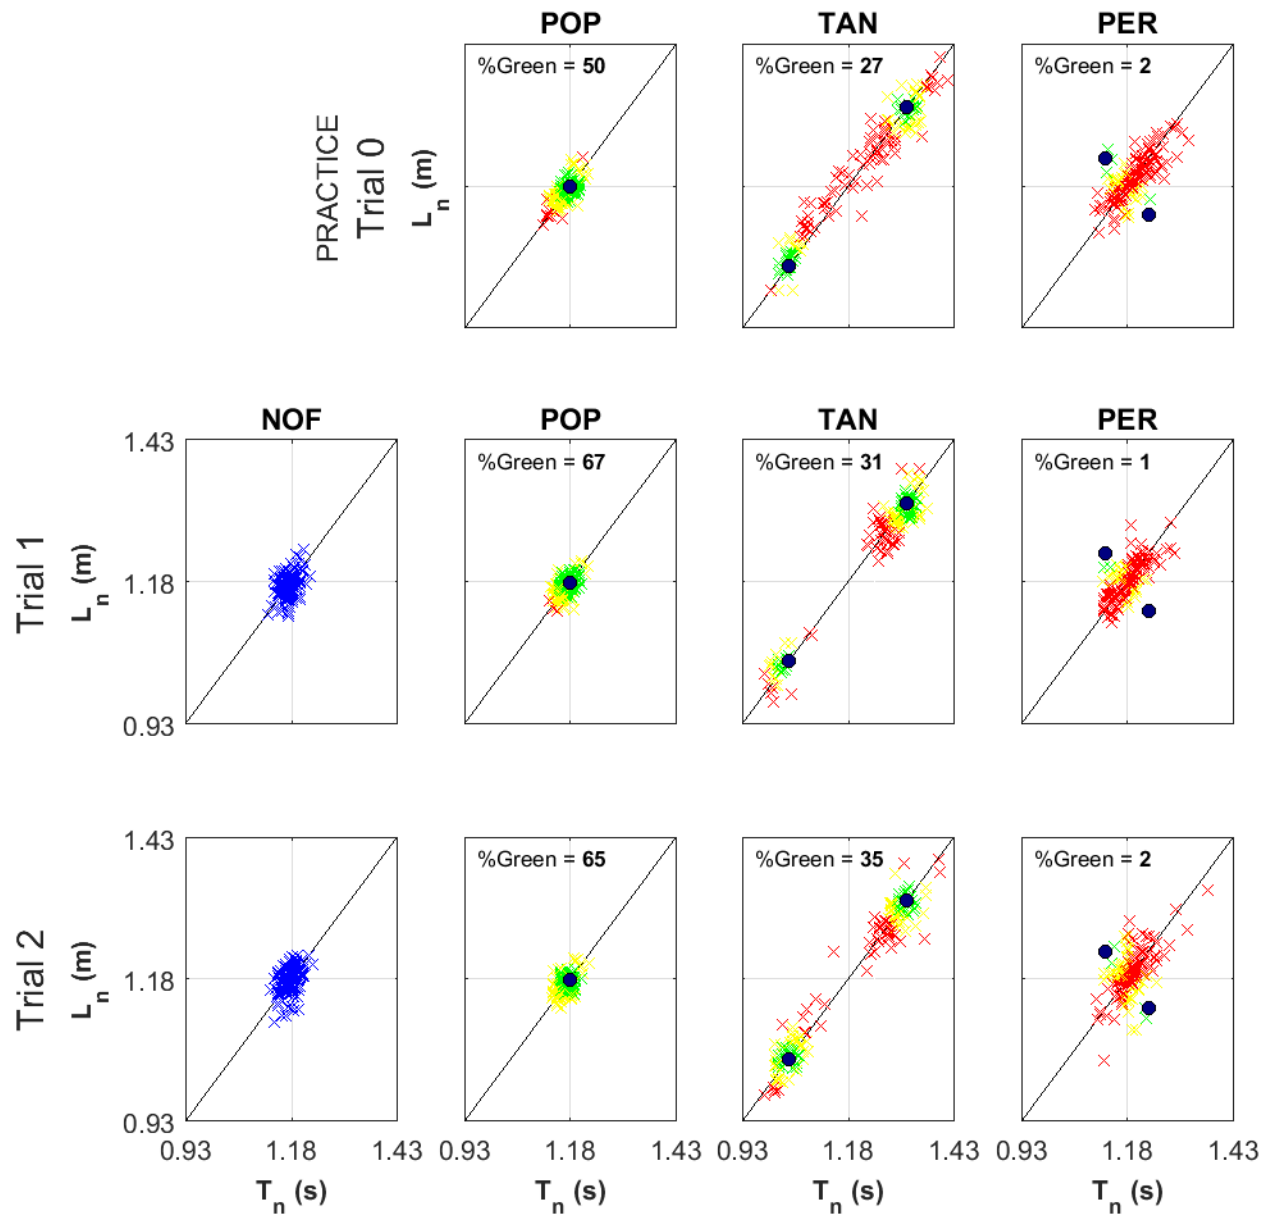 POP TAN PER
%Green = 50 %Green = 27 %Green = 2
PRACTICE
Trial 0
L_n (m)
NOF POP TAN PER
1.43
%Green = 67 %Green = 31 %Green = 1
Trial 1
L_n (m)
1.18
0.93
1.43
%Green = 65 %Green = 35 %Green = 2
Trial 2
L_n (m)
1.18
0.93
0.93 1.18 1.43 0.93 1.18 1.43 0.93 1.18 1.43 0.93 1.18 1.43
T_n (s) T_n (s) T_n (s) T_n (s)